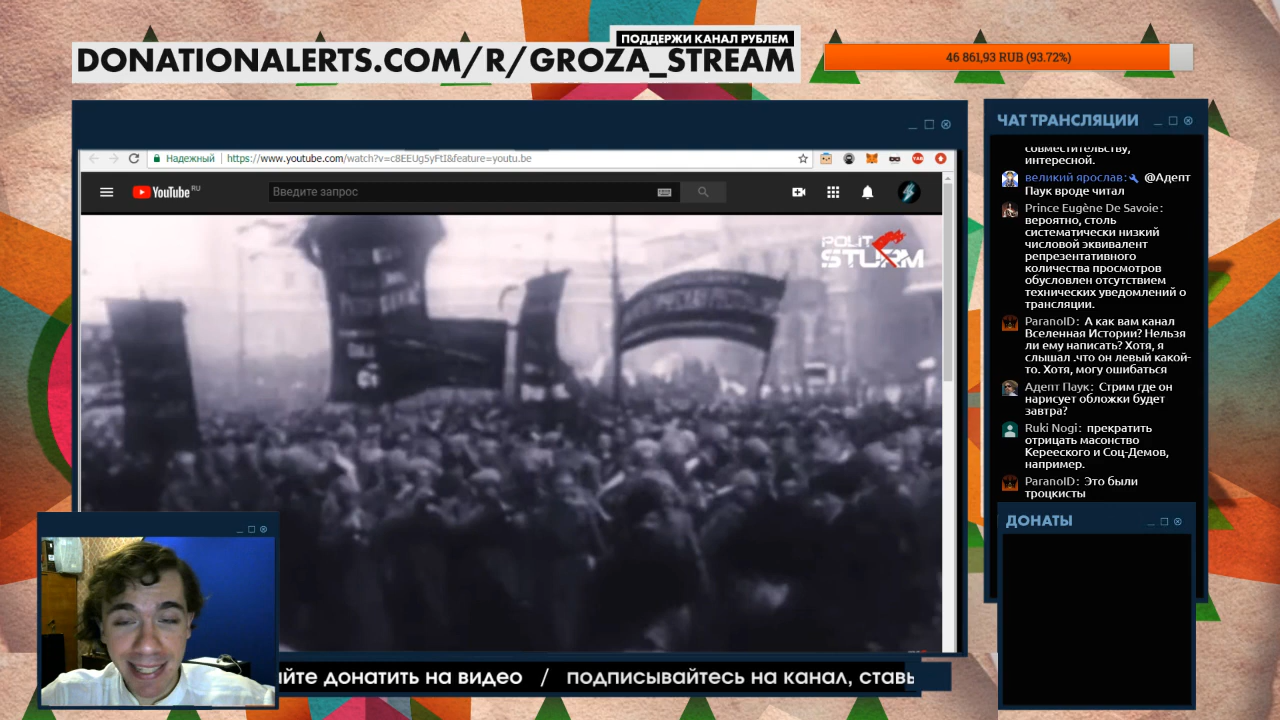 ПОДДЕРЖИ КАНАЛ РУБЛЕМ
DONATIONALERTS.COM/R/GROZA_STREAM
46 861,93 RUB (93.72%)
ЧАТ ТРАНСЛЯЦИИ
Надежный
https://www.youtube.com/watch?v=c8EEUg5yFtI&feature=youtu.be
YouTube RU
Введите запрос
POLIT
STURM
совместительству,
интересной.
великий ярослав: @Адепт
Паук вроде читал
Prince Eugène De Savoie:
вероятно, столь
систематически низкий
числовой эквивалент
репрезентативного
количества просмотров
обусловлен отсутствием
технических уведомлений о
трансляции.
ParanoID: А как вам канал
Вселенная Истории? Нельзя
ли ему написать? Хотя, я
слышал .что он левый какой-
то. Хотя, могу ошибаться
Адепт Паук: Стрим где он
нарисует обложки будет
завтра?
Ruki Nogi: прекратить
отрицать масонство
Керееского и Соц-Демов,
например.
ParanoID: Это были
троцкисты
ДОНАТЫ
йте донатить на видео / подписывайтесь на канал, ставь